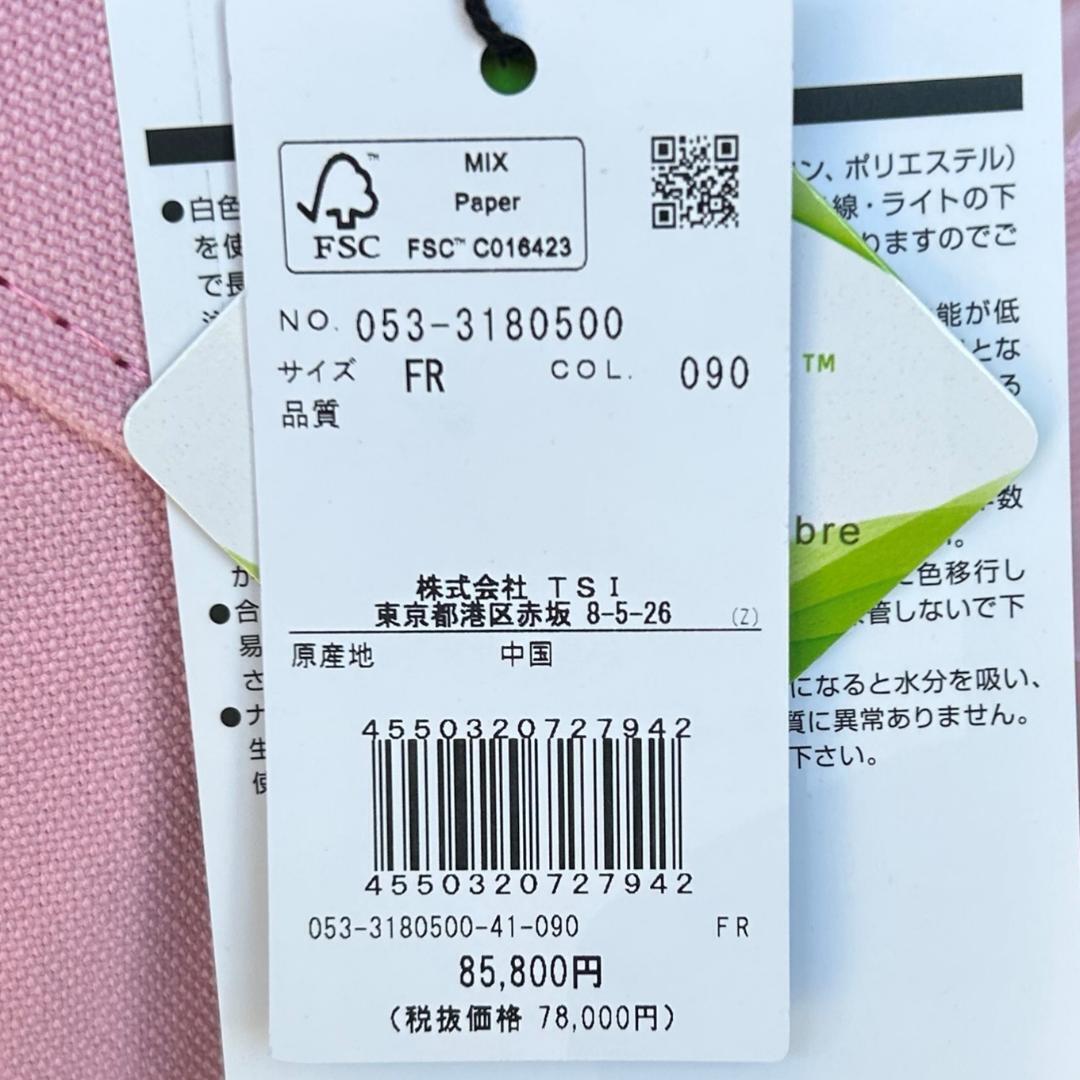 MIX
Paper
FSC™ C016423
FSC
NO. 053-3180500
サイズ FR COL. 090
品質
株式会社 TSI
東京都港区赤坂 8-5-26 (Z)
原産地 中国
4550320727942
4550320727942
053-3180500-41-090 FR
85,800円
(税抜価格 78,000円)
●白色
を使
で長
か
●合
易
さ
●ナ
生
使
ン、ポリエステル)
線・ライトの下
りますのでご
能が低
とな
る
数
。
色移行し
管しないで下
になると水分を吸い、
質に異常ありません。
下さい。
TM
bre